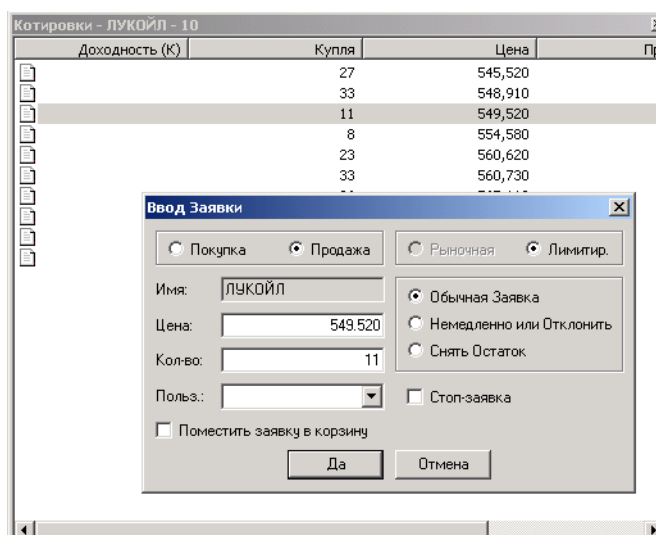 Котировки - ЛУКОЙЛ - 10
Доходность (К) Купля Цена
27 545,520
33 548,910
11 549,520
8 554,580
23 560,620
33 560,730
Ввод Заявки
Покупка Продажа Рыночная Лимитир.
Имя: ЛУКОЙЛ Обычная Заявка
Цена: 549.520 Немедленно или Отклонить
Кол-во: 11 Снять Остаток
Польз.: Стоп-заявка
Поместить заявку в корзину
Да Отмена